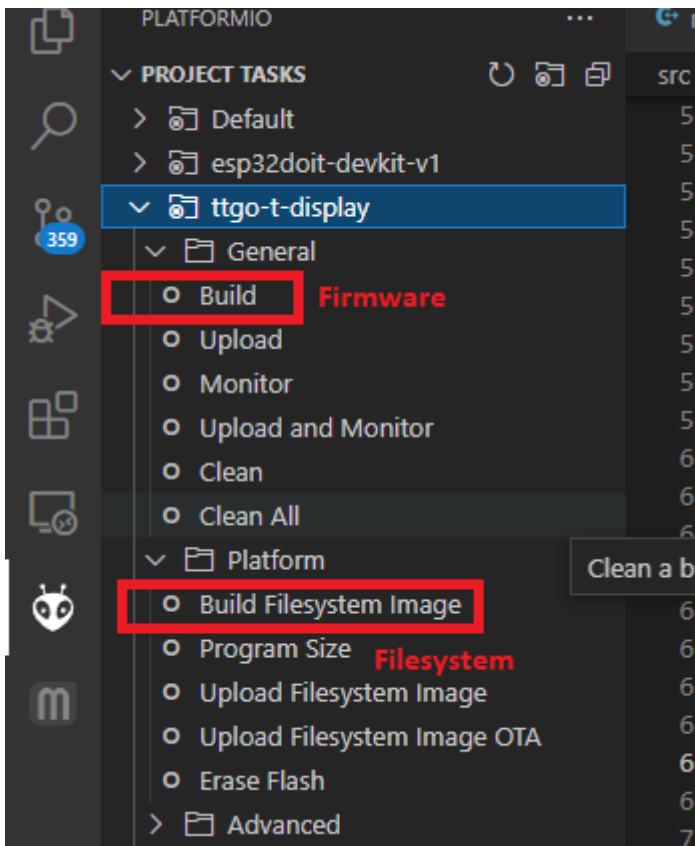 PLATFORMIO
PROJECT TASKS
src
Default
esp32doit-devkit-v1
ttgo-t-display
359
General
Build Firmware
Upload
Monitor
Upload and Monitor
Clean
Clean All
Platform
Clean a b
Build Filesystem Image
Program Size Filesystem
Upload Filesystem Image
Upload Filesystem Image OTA
Erase Flash
Advanced